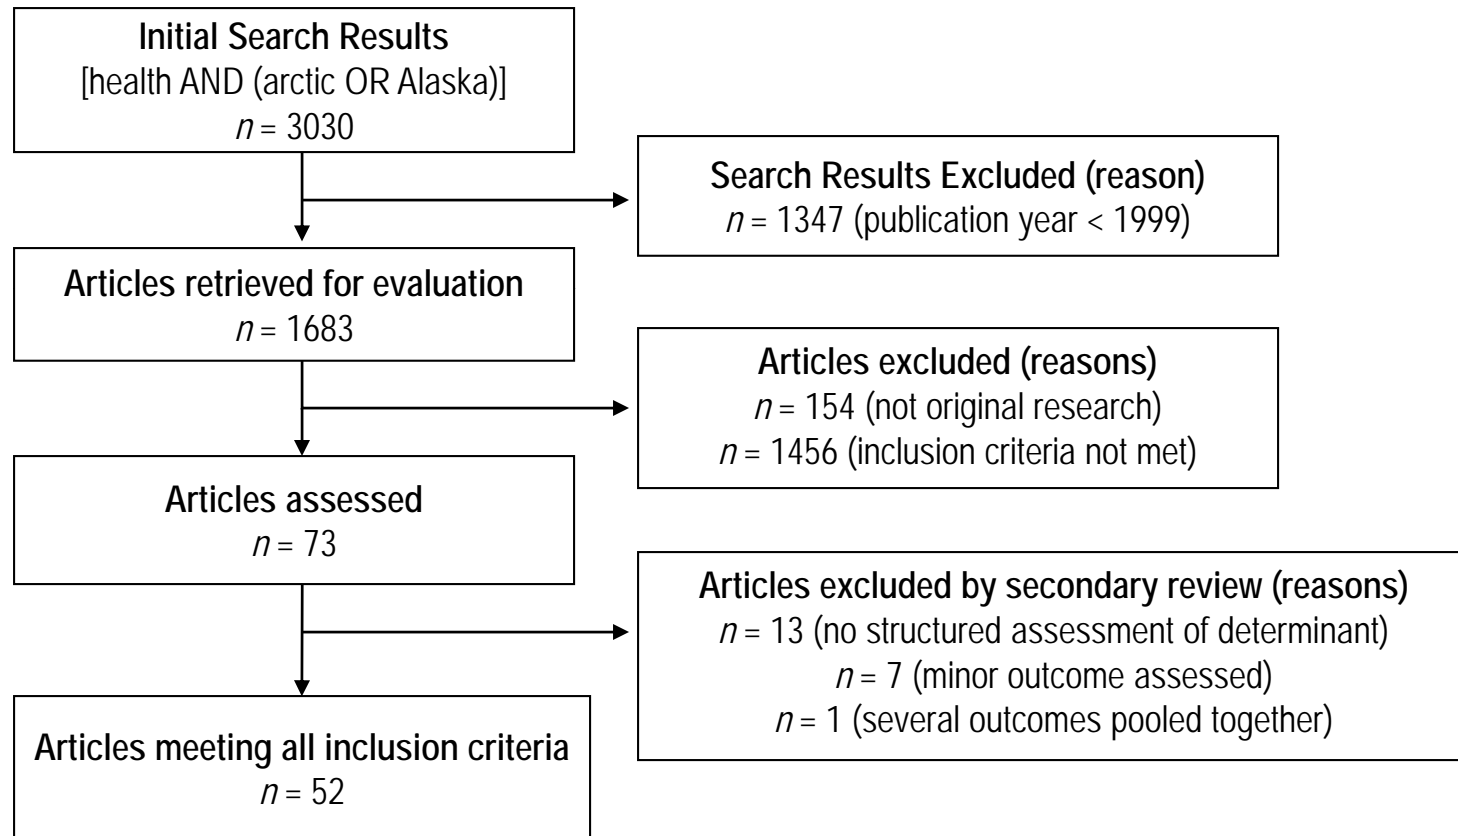 Initial Search Results
[health AND (arctic OR Alaska)]
n = 3030
Search Results Excluded (reason)
n = 1347 (publication year < 1999)
Articles retrieved for evaluation
n = 1683
Articles excluded (reasons)
n = 154 (not original research)
n = 1456 (inclusion criteria not met)
Articles assessed
n = 73
Articles excluded by secondary review (reasons)
n = 13 (no structured assessment of determinant)
n = 7 (minor outcome assessed)
n = 1 (several outcomes pooled together)
Articles meeting all inclusion criteria
n = 52